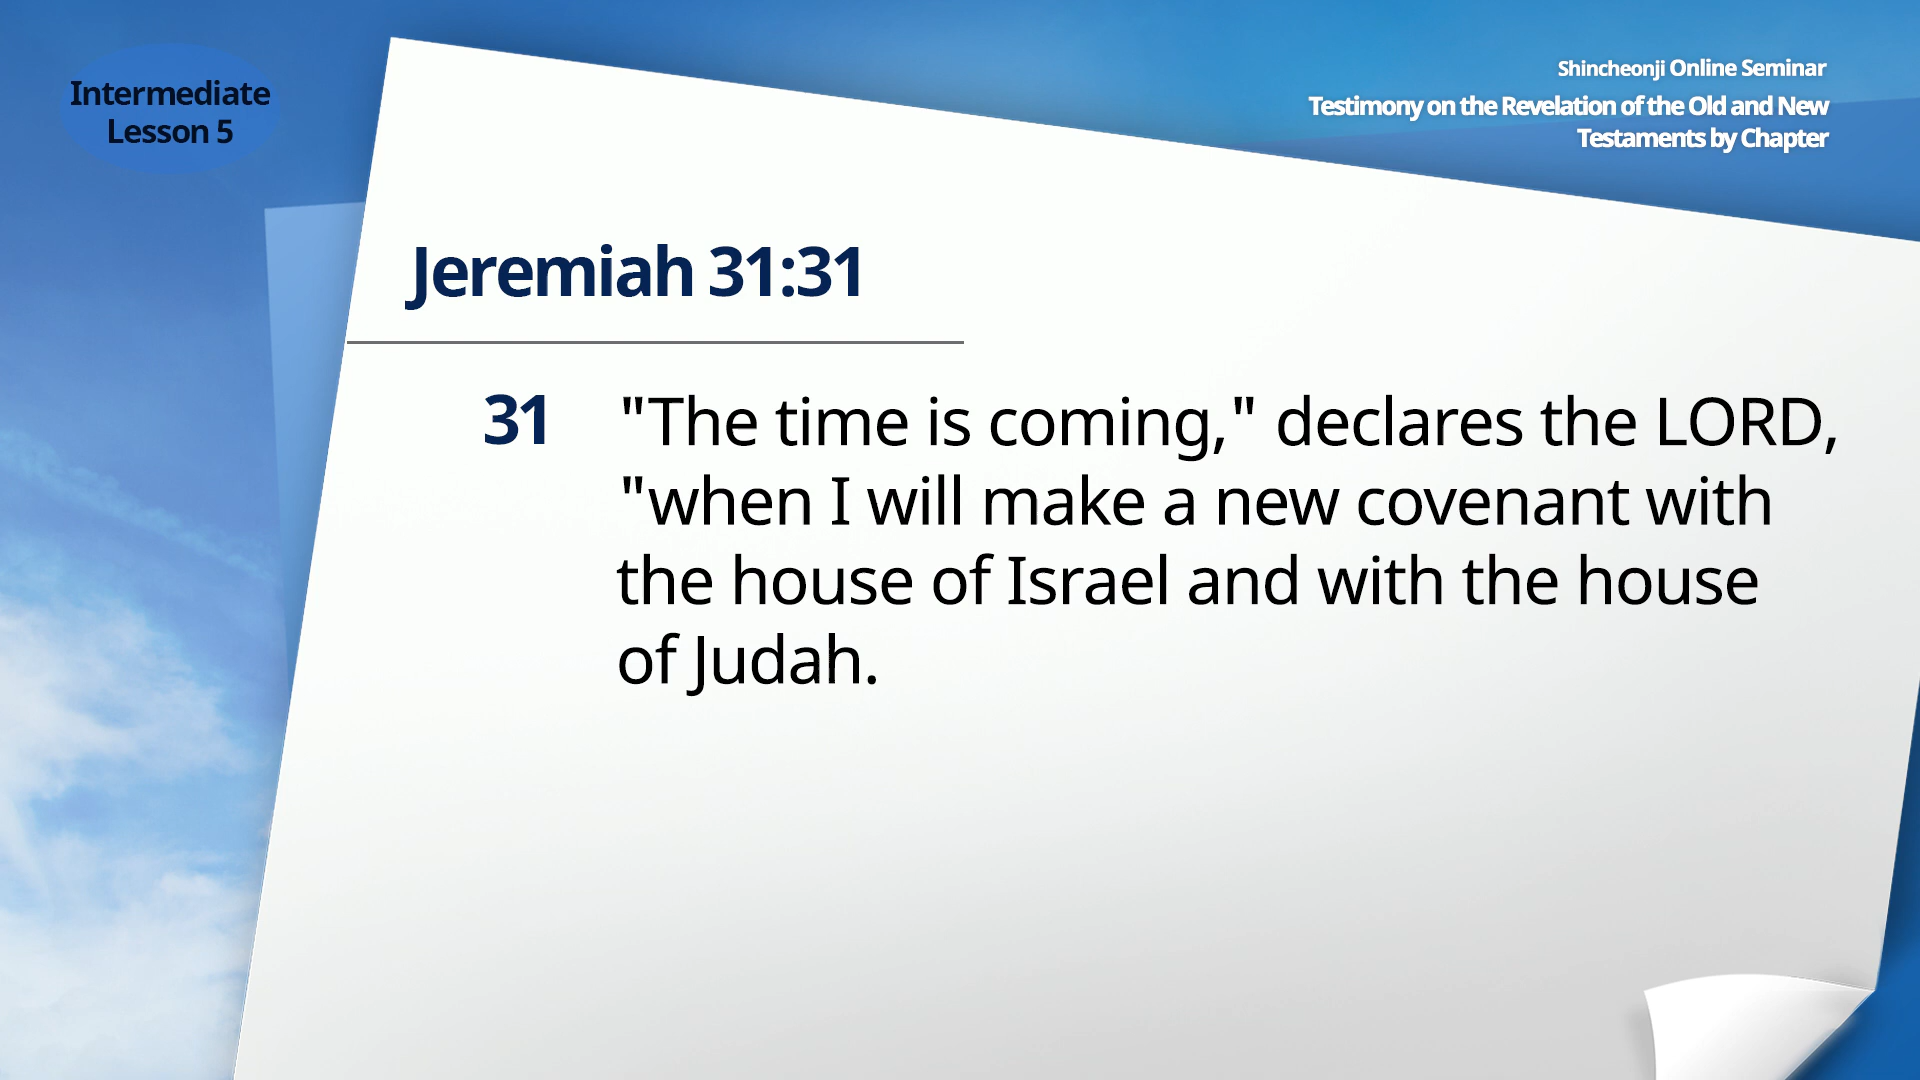 Intermediate
Lesson 5
Shincheonji Online Seminar
Testimony on the Revelation of the Old and New
Testaments by Chapter
Jeremiah 31:31
31 "The time is coming," declares the LORD,
"when I will make a new covenant with
the house of Israel and with the house
of Judah.